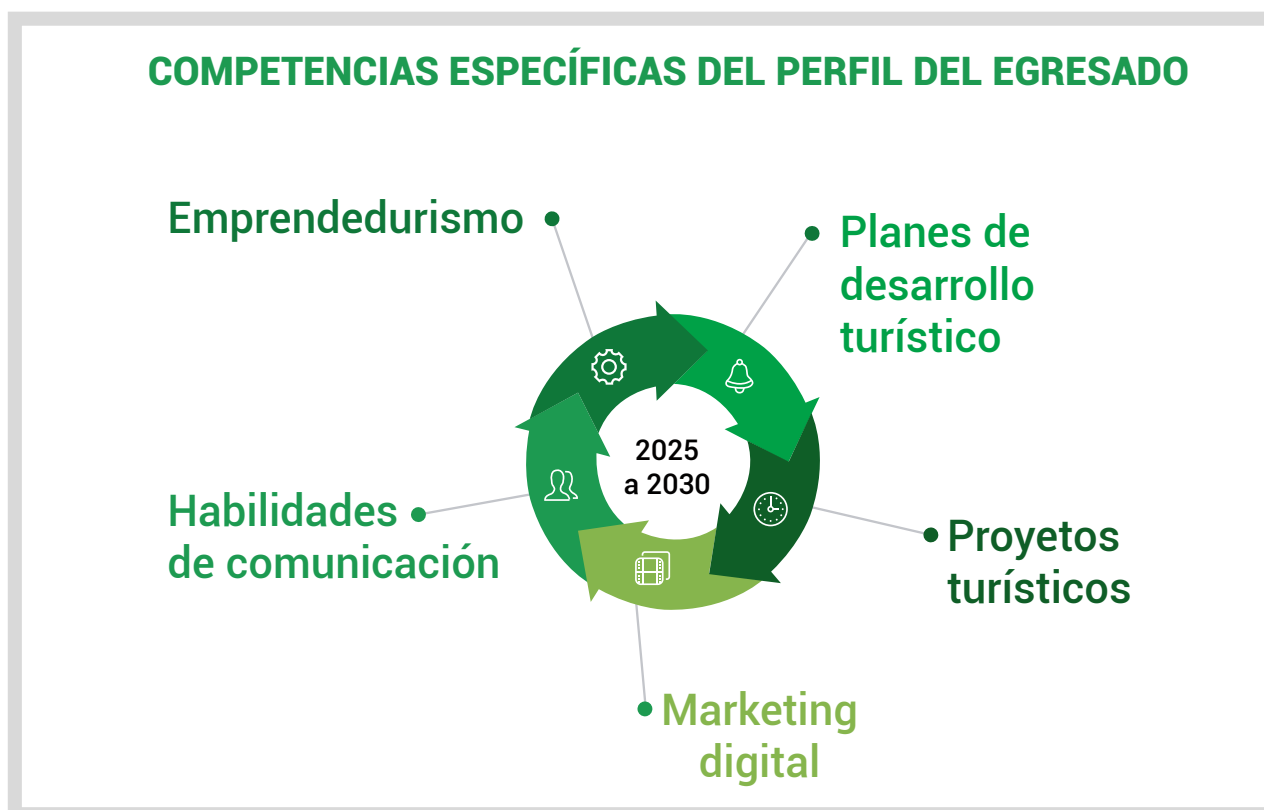 COMPETENCIAS ESPECÍFICAS DEL PERFIL DEL EGRESADO
Emprendedurismo
Planes de
desarrollo
turístico
2025
a 2030
Habilidades
de comunicación
Proyetos
turísticos
Marketing
digital